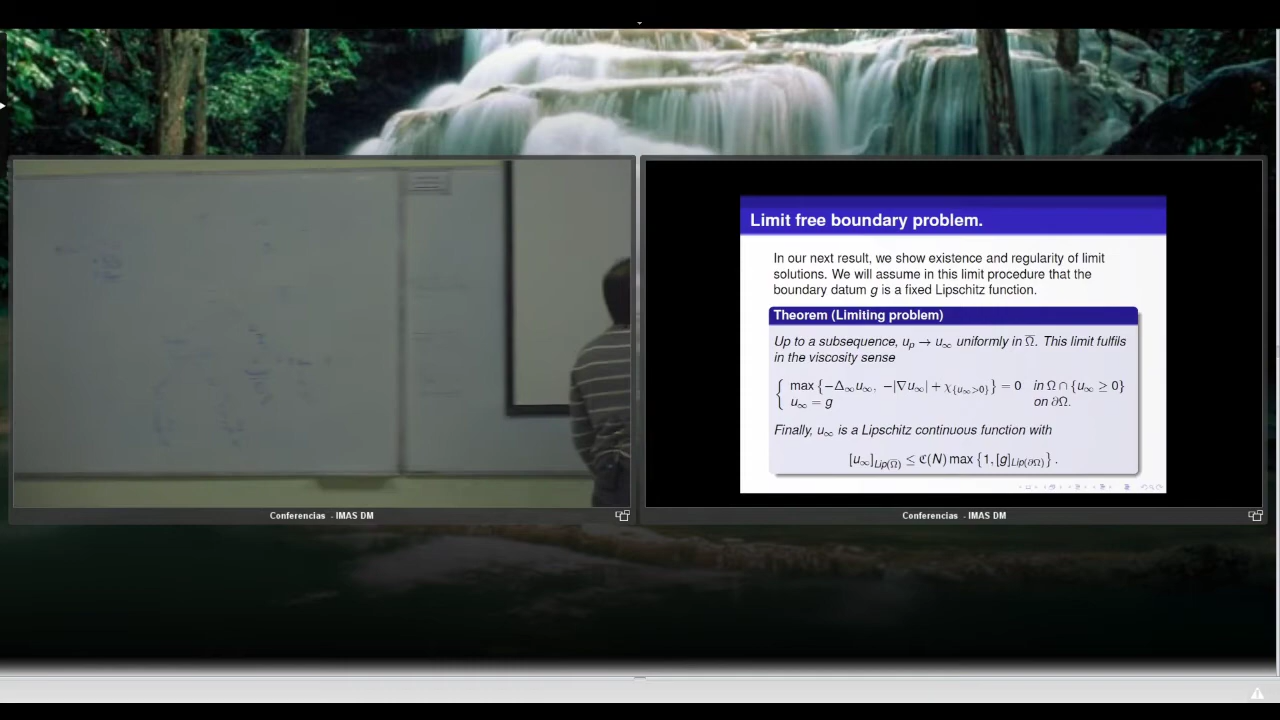 Limit free boundary problem.
In our next result, we show existence and regularity of limit
solutions. We will assume in this limit procedure that the
boundary datum g is a fixed Lipschitz function.
Theorem (Limiting problem)
Up to a subsequence, u_p → u_∞ uniformly in Ω̅. This limit fulfils
in the viscosity sense
{ max {−Δ_∞u_∞, −|∇u_∞| + χ_{u_∞>0}} = 0 in Ω ∩ {u_∞ ≥ 0}
u_∞ = g on ∂Ω.
Finally, u_∞ is a Lipschitz continuous function with
[u_∞]_{Lip(Ω̅)} ≤ ℭ(N) max {1, [g]_{Lip(∂Ω)}} .
Conferencias - IMAS DM
Conferencias - IMAS DM